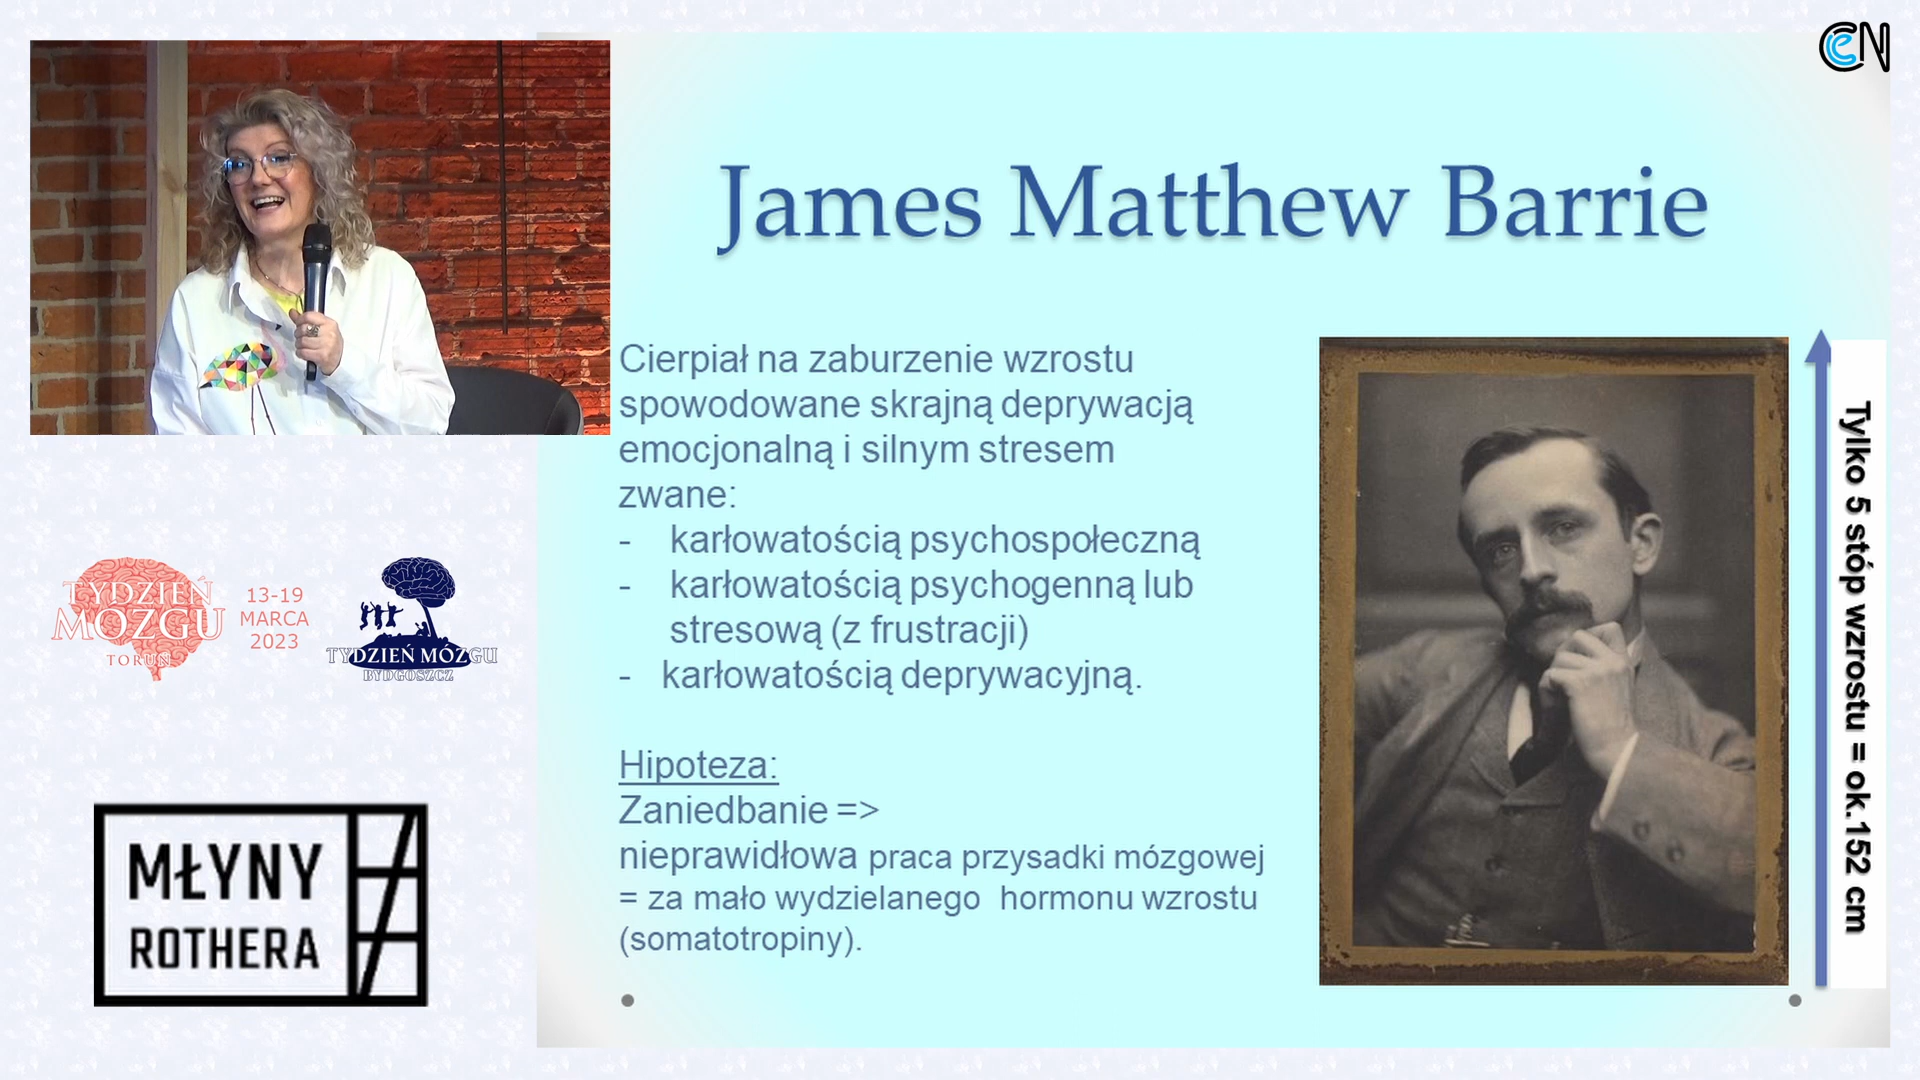 CEN
James Matthew Barrie
Cierpiał na zaburzenie wzrostu
spowodowane skrajną deprywacją
emocjonalną i silnym stresem
zwane:
- karłowatością psychospołeczną
- karłowatością psychogenną lub
stresową (z frustracji)
- karłowatością deprywacyjną.
Hipoteza:
Zaniedbanie =>
nieprawidłowa praca przysadki mózgowej
= za mało wydzielanego hormonu wzrostu
(somatotropiny).
Tylko 5 stóp wzrostu = ok.152 cm
TYDZIEŃ
MÓZGU
TORUŃ
13-19
MARCA
2023
TYDZIEŃ MÓZGU
BYDGOSZCZ
MŁYNY
ROTHERA